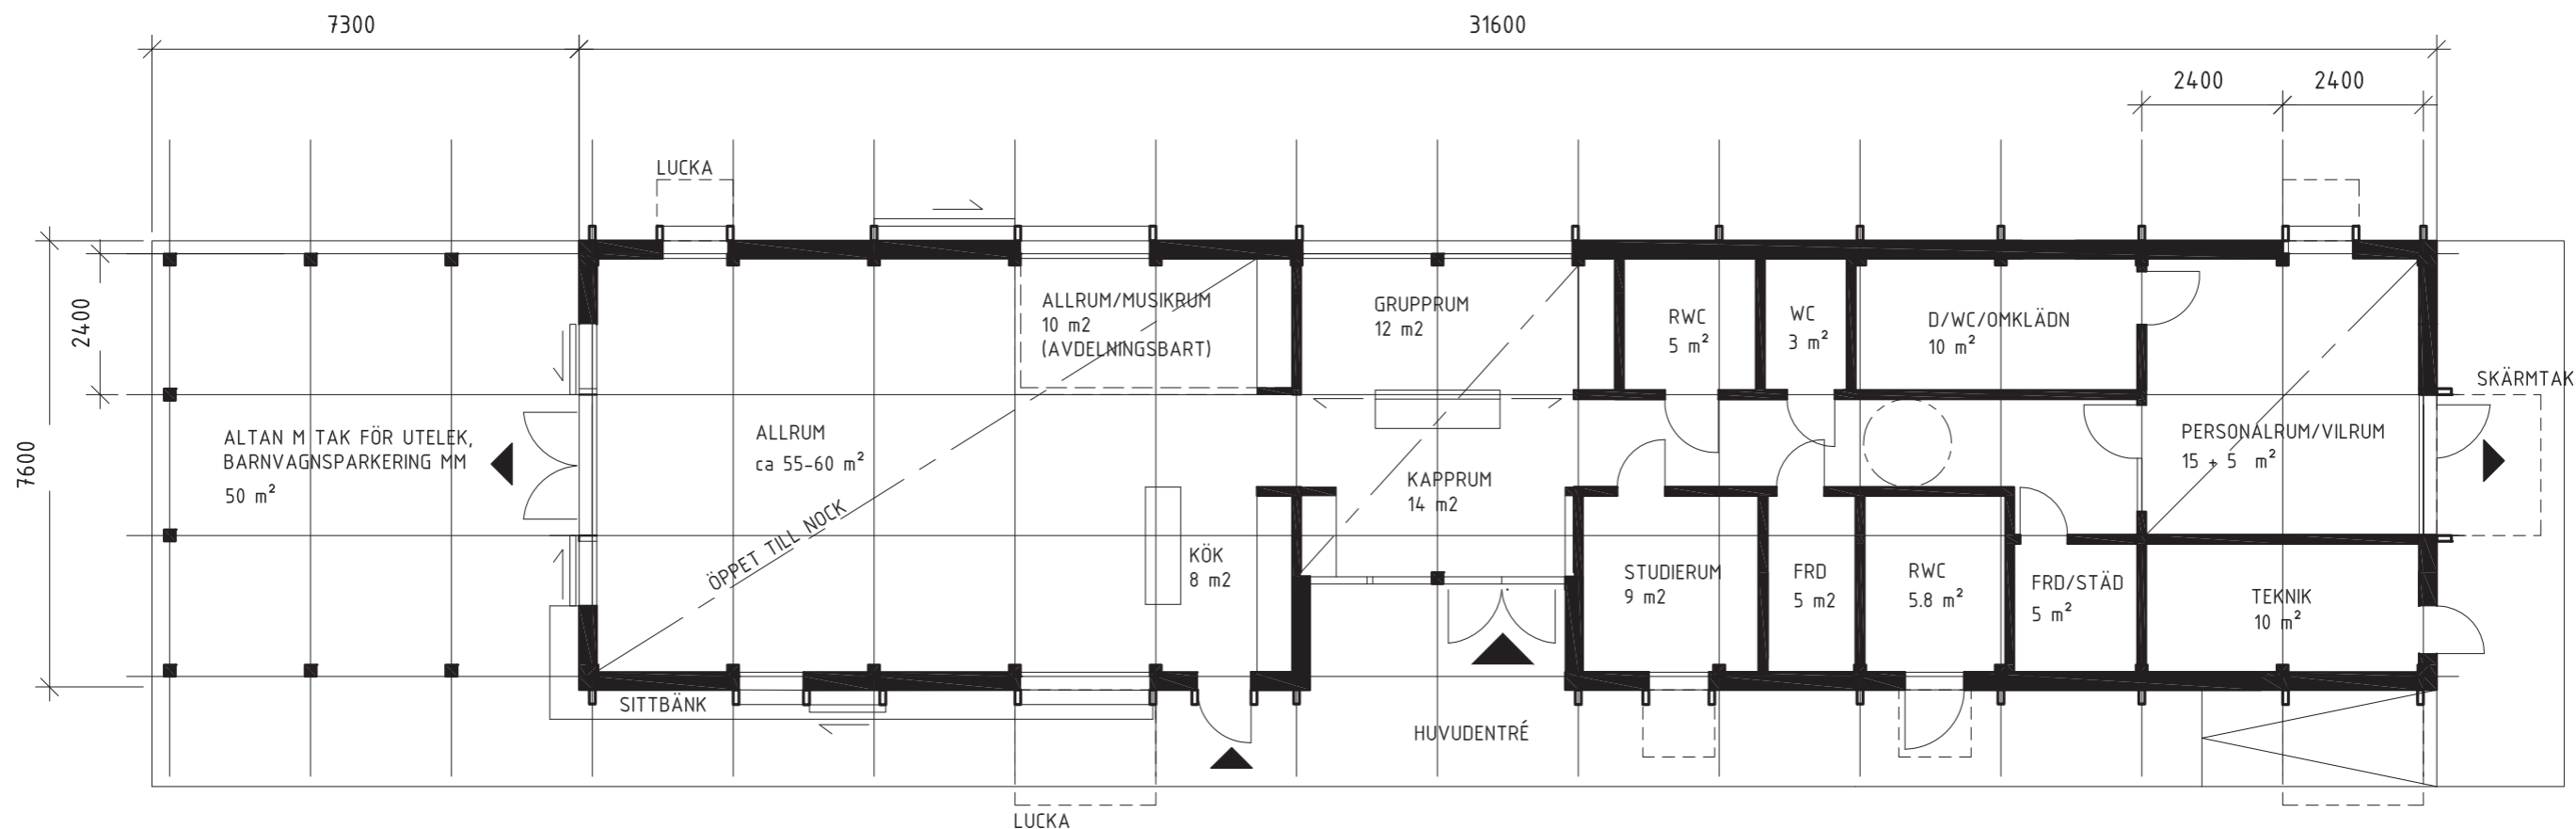 7300
31600
2400
2400
LUCKA
2400
7600
ALLRUM/MUSIKRUM
10 m2
(AVDELNINGSBART)
GRUPPRUM
12 m2
RWC
5 m²
WC
3 m²
D/WC/OMKLÄDN
10 m²
SKÄRMTAK
ALTAN M TAK FÖR UTELEK,
BARNVAGNSPARKERING MM
50 m²
ALLRUM
ca 55-60 m²
KAPPRUM
14 m2
PERSONALRUM/VILRUM
15 + 5 m²
ÖPPET TILL NOCK
KÖK
8 m2
STUDIERUM
9 m2
FRD
5 m2
RWC
5.8 m²
FRD/STÄD
5 m²
TEKNIK
10 m²
SITTBÄNK
HUVUDENTRÉ
LUCKA